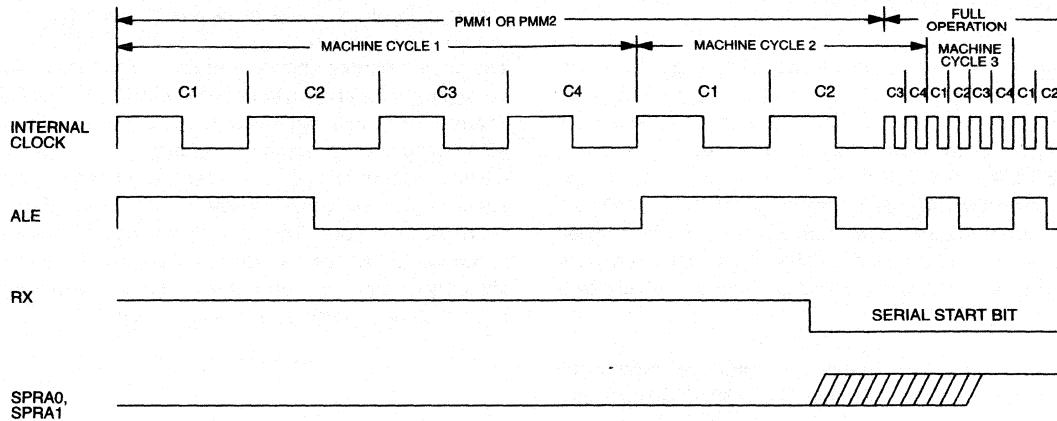 PMM1 OR PMM2
FULL
OPERATION
MACHINE CYCLE 1
MACHINE CYCLE 2
MACHINE
CYCLE 3
C1 C2 C3 C4 C1 C2 C3 C4 C1 C2 C3 C4 C1 C2
INTERNAL
CLOCK
ALE
RX
SERIAL START BIT
SPRA0,
SPRA1